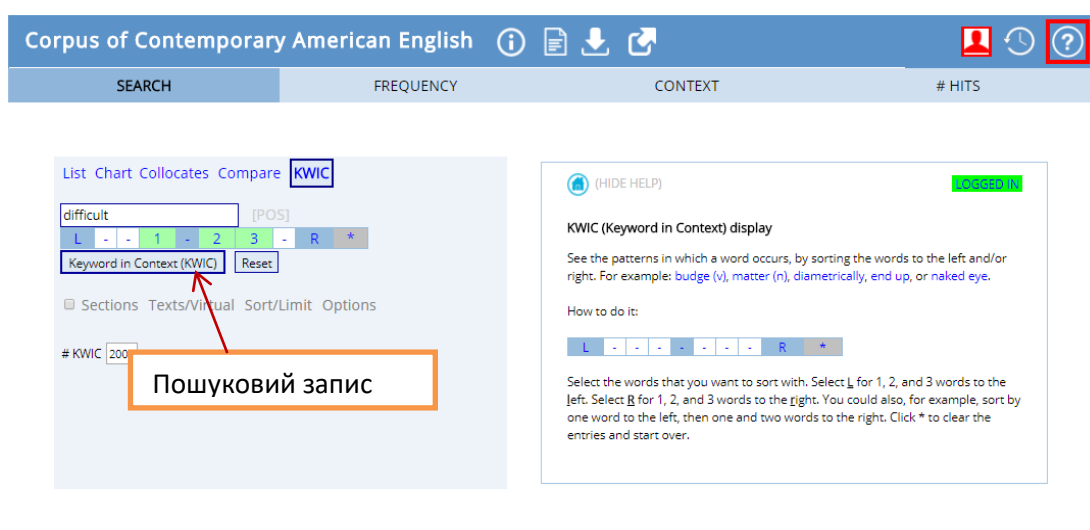 Corpus of Contemporary American English
SEARCH FREQUENCY CONTEXT # HITS
List Chart Collocates Compare KWIC
difficult [POS]
L - - 1 - 2 3 - R *
Keyword in Context (KWIC) Reset
Sections Texts/Virtual Sort/Limit Options
# KWIC 200
Пошуковий запис
(HIDE HELP) LOGGED IN
KWIC (Keyword in Context) display
See the patterns in which a word occurs, by sorting the words to the left and/or
right. For example: budge (v), matter (n), diametrically, end up, or naked eye.
How to do it:
L - - - - - - - R *
Select the words that you want to sort with. Select L for 1, 2, and 3 words to the
left. Select R for 1, 2, and 3 words to the right. You could also, for example, sort by
one word to the left, then one and two words to the right. Click * to clear the
entries and start over.